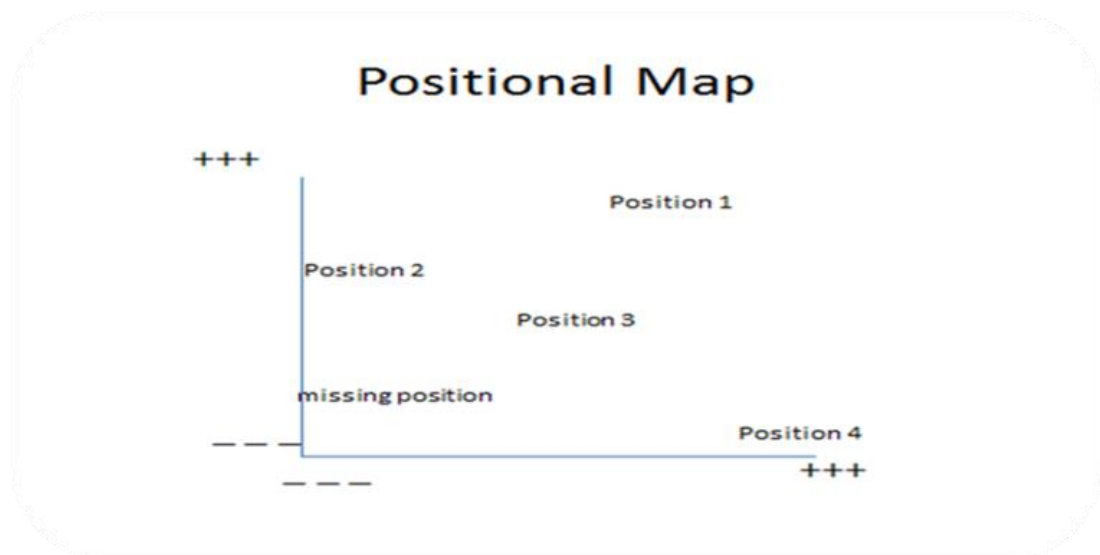 Positional Map
+++
Position 1
Position 2
Position 3
missing position
Position 4
— — —
+++
— — —